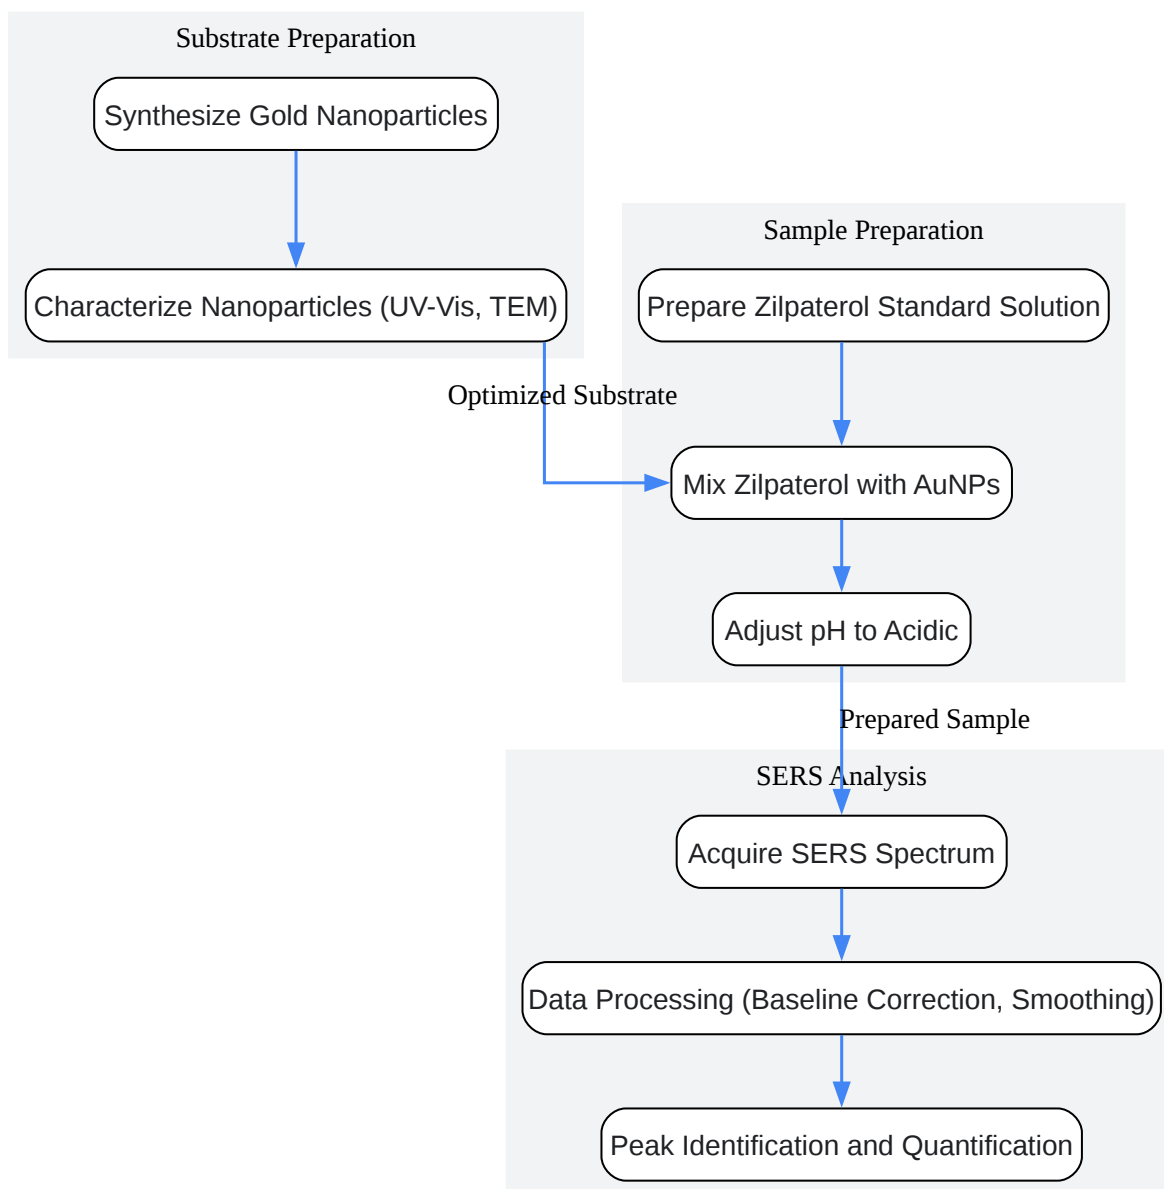 Substrate Preparation
Synthesize Gold Nanoparticles
Characterize Nanoparticles (UV-Vis, TEM)
Optimized Substrate
Sample Preparation
Prepare Zilpaterol Standard Solution
Mix Zilpaterol with AuNPs
Adjust pH to Acidic
Prepared Sample
SERS Analysis
Acquire SERS Spectrum
Data Processing (Baseline Correction, Smoothing)
Peak Identification and Quantification